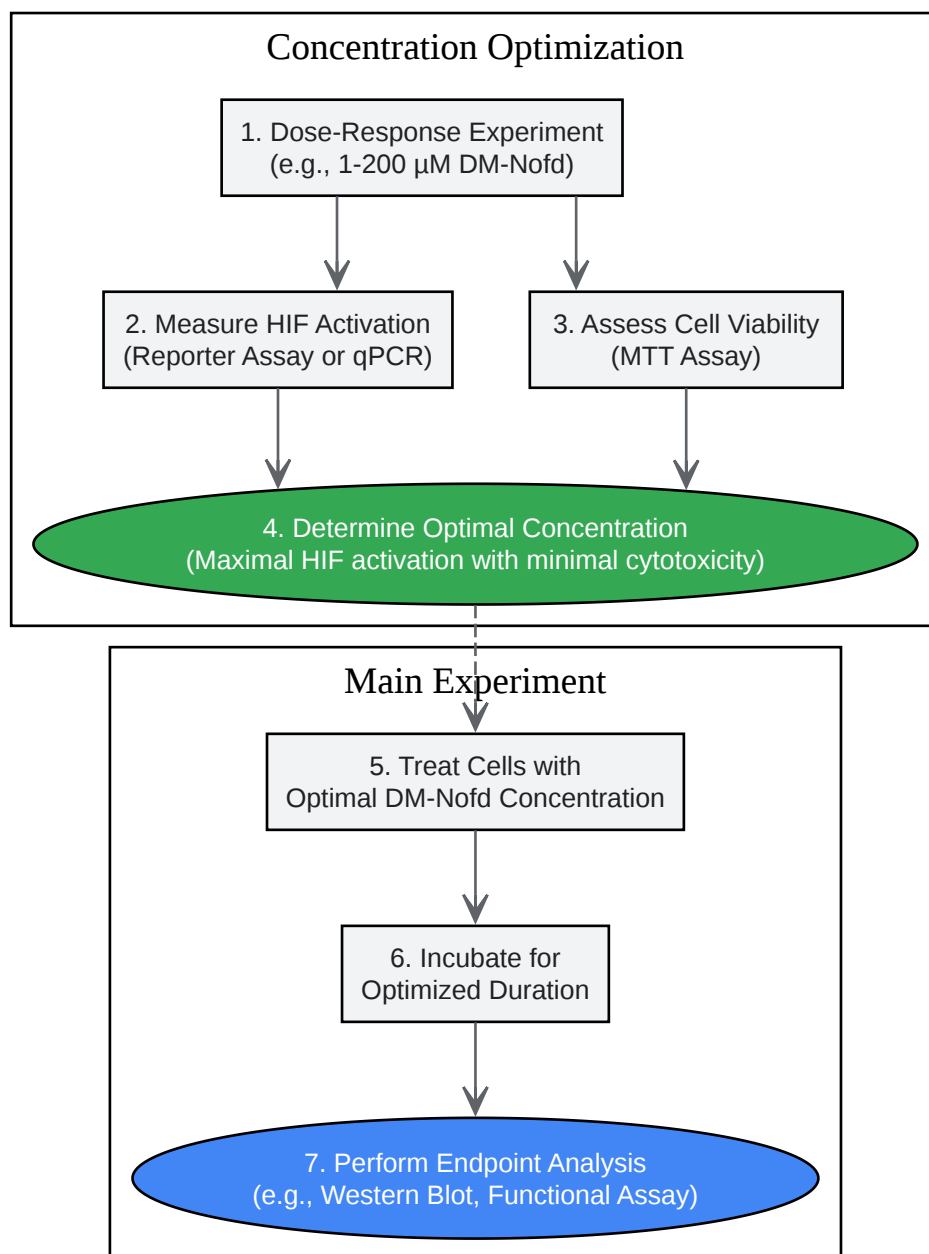 Concentration Optimization
1. Dose-Response Experiment
(e.g., 1-200 µM DM-Nofd)
2. Measure HIF Activation
(Reporter Assay or qPCR)
3. Assess Cell Viability
(MTT Assay)
4. Determine Optimal Concentration
(Maximal HIF activation with minimal cytotoxicity)
Main Experiment
5. Treat Cells with
Optimal DM-Nofd Concentration
6. Incubate for
Optimized Duration
7. Perform Endpoint Analysis
(e.g., Western Blot, Functional Assay)